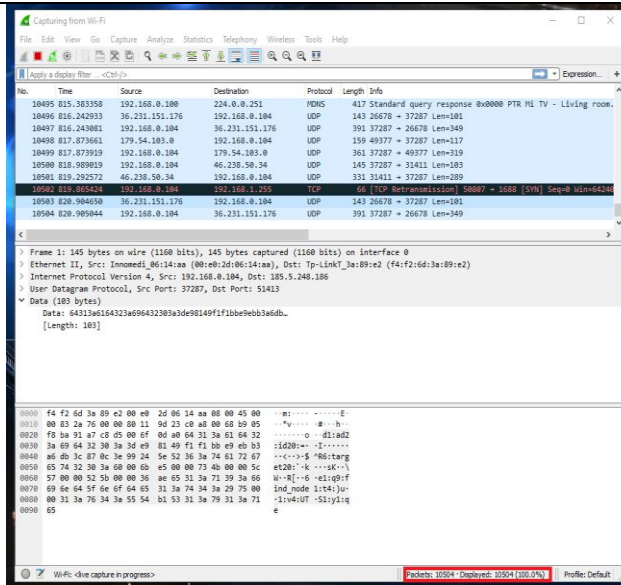 Capturing from Wi-Fi
File Edit View Go Capture Analyze Statistics Telephony Wireless Tools Help
Apply a display filter ... <Ctrl-/> Expression... +
No. Time Source Destination Protocol Length Info
10495 815.383358 192.168.0.100 224.0.0.251 MDNS 417 Standard query response 0x0000 PTR Mi TV - Living room.
10496 816.242933 36.231.151.176 192.168.0.104 UDP 143 26678 → 37287 Len=101
10497 816.243081 192.168.0.104 36.231.151.176 UDP 391 37287 → 26678 Len=349
10498 817.873661 179.54.103.0 192.168.0.104 UDP 159 49377 → 37287 Len=117
10499 817.873919 192.168.0.104 179.54.103.0 UDP 361 37287 → 49377 Len=319
10500 818.989019 192.168.0.104 46.238.50.34 UDP 145 37287 → 31411 Len=103
10501 819.292572 46.238.50.34 192.168.0.104 UDP 331 31411 → 37287 Len=289
10502 819.865424 192.168.0.104 192.168.1.255 TCP 66 [TCP Retransmission] 50807 → 1688 [SYN] Seq=0 Win=64240
10503 820.904650 36.231.151.176 192.168.0.104 UDP 143 26678 → 37287 Len=101
10504 820.905044 192.168.0.104 36.231.151.176 UDP 391 37287 → 26678 Len=349
> Frame 1: 145 bytes on wire (1160 bits), 145 bytes captured (1160 bits) on interface 0
> Ethernet II, Src: Innomedi_06:14:aa (00:e0:2d:06:14:aa), Dst: Tp-LinkT_3a:89:e2 (f4:f2:6d:3a:89:e2)
> Internet Protocol Version 4, Src: 192.168.0.104, Dst: 185.5.248.186
> User Datagram Protocol, Src Port: 37287, Dst Port: 51413
Data (103 bytes)
Data: 64313a6164323a696432303a3de98149f1f1bbe9ebb3a6db…
[Length: 103]
0000 f4 f2 6d 3a 89 e2 00 e0 2d 06 14 aa 08 00 45 00 ··m:···· -·····E·
0010 00 83 2a 76 00 00 80 11 9d 23 c0 a8 00 68 b9 05 ··*v···· ·#···h··
0020 f8 ba 91 a7 c8 d5 00 6f 0d a0 64 31 3a 61 64 32 ·······o ··d1:ad2
0030 3a 69 64 32 30 3a 3d e9 81 49 f1 f1 bb e9 eb b3 :id20:=· ·I······
0040 a6 db 3c 87 0c 3e 99 24 5e 52 36 3a 74 61 72 67 ··<··>·$ ^R6:targ
0050 65 74 32 30 3a 60 00 6b e5 00 00 73 4b 00 00 5c et20:`·k ···sK··\
0060 57 00 00 52 5b 00 00 36 ae 65 31 3a 71 39 3a 66 W··R[··6 ·e1:q9:f
0070 69 6e 64 5f 6e 6f 64 65 31 3a 74 34 3a 29 75 00 ind_node 1:t4:)u·
0080 00 31 3a 76 34 3a 55 54 b1 53 31 3a 79 31 3a 71 ·1:v4:UT ·S1:y1:q
0090 65 e
Wi-Fi: <live capture in progress> Packets: 10504 · Displayed: 10504 (100.0%) Profile: Default